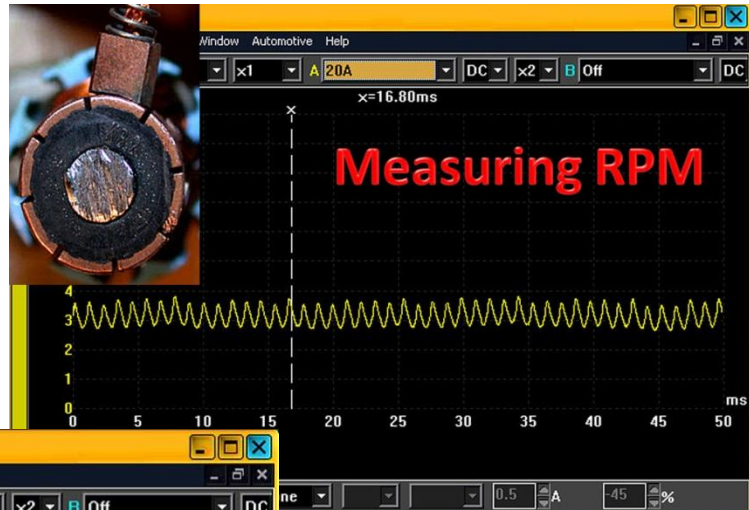 Window Automotive Help
x1 A 20A DC x2 B Off DC
x=16.80ms
x
Measuring RPM
4
3
2
1
0
ms
0 5 10 15 20 25 30 35 40 45 50
x2 B Off DC
ne 0.5 A -45 %